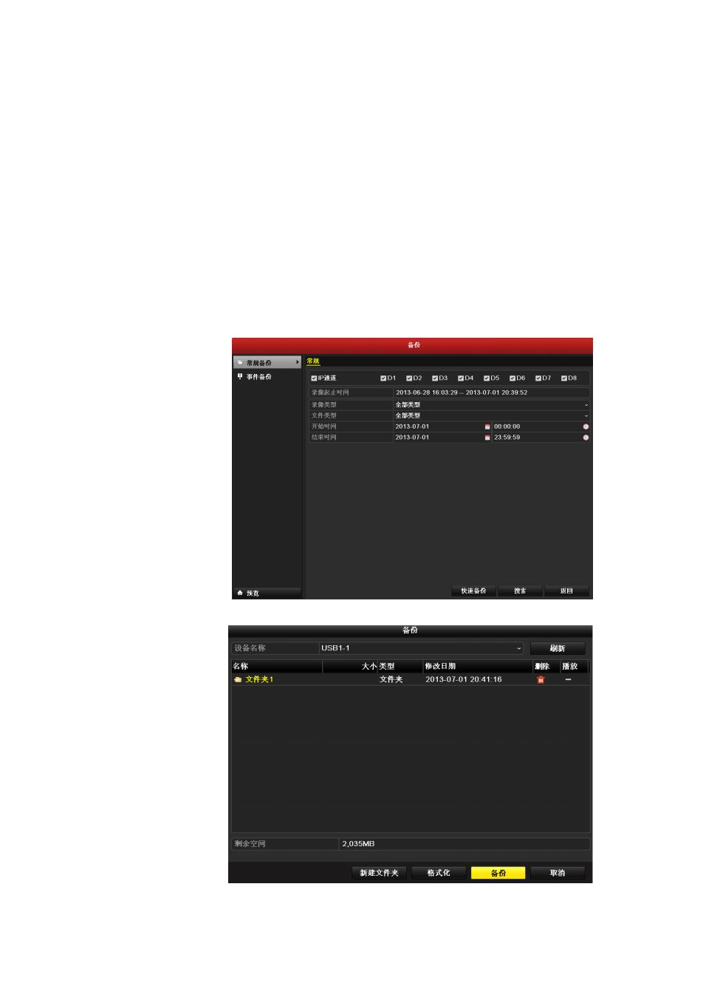 备份
常规备份
事件备份
预览
常规
IP通道 D1 D2 D3 D4 D5 D6 D7 D8
录像起止时间 2013-06-28 16:03:29 -- 2013-07-01 20:39:52
录像类型 全部类型
文件类型 全部类型
开始时间 2013-07-01 00:00:00
结束时间 2013-07-01 23:59:59
快速备份 搜索 返回
备份
设备名称 USB1-1 刷新
名称 大小 类型 修改日期 删除 播放
文件夹1 文件夹 2013-07-01 20:41:16
剩余空间 2,035MB
新建文件夹 格式化 备份 取消